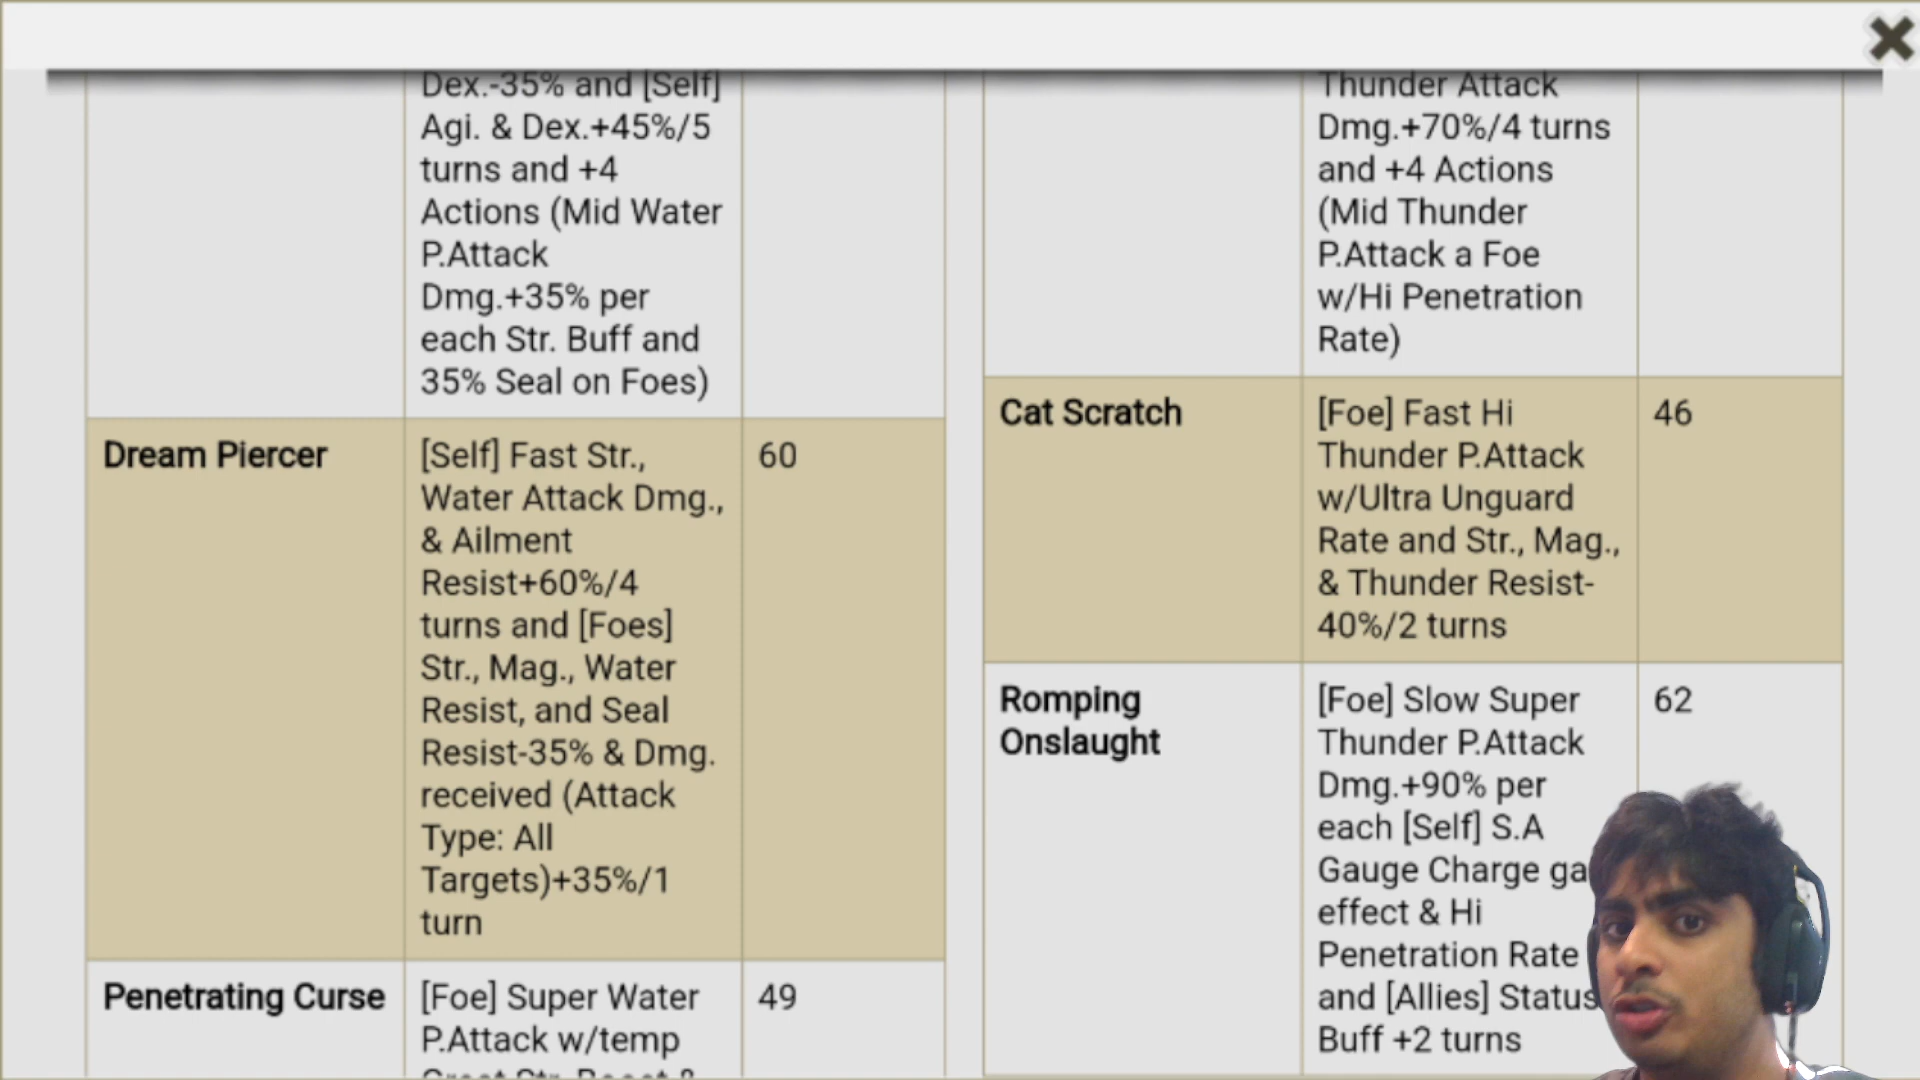 Dex.-35% and [Self]
Agi. & Dex.+45%/5
turns and +4
Actions (Mid Water
P.Attack
Dmg.+35% per
each Str. Buff and
35% Seal on Foes)
Dream Piercer
[Self] Fast Str.,
Water Attack Dmg.,
& Ailment
Resist+60%/4
turns and [Foes]
Str., Mag., Water
Resist, and Seal
Resist-35% & Dmg.
received (Attack
Type: All
Targets)+35%/1
turn
60
Penetrating Curse
[Foe] Super Water
P.Attack w/temp
49
Thunder Attack
Dmg.+70%/4 turns
and +4 Actions
(Mid Thunder
P.Attack a Foe
w/Hi Penetration
Rate)
Cat Scratch
[Foe] Fast Hi
Thunder P.Attack
w/Ultra Unguard
Rate and Str., Mag.,
& Thunder Resist-
40%/2 turns
46
Romping
Onslaught
[Foe] Slow Super
Thunder P.Attack
Dmg.+90% per
each [Self] S.A
Gauge Charge
effect & Hi
Penetration Rate
and [Allies] Status
Buff +2 turns
62